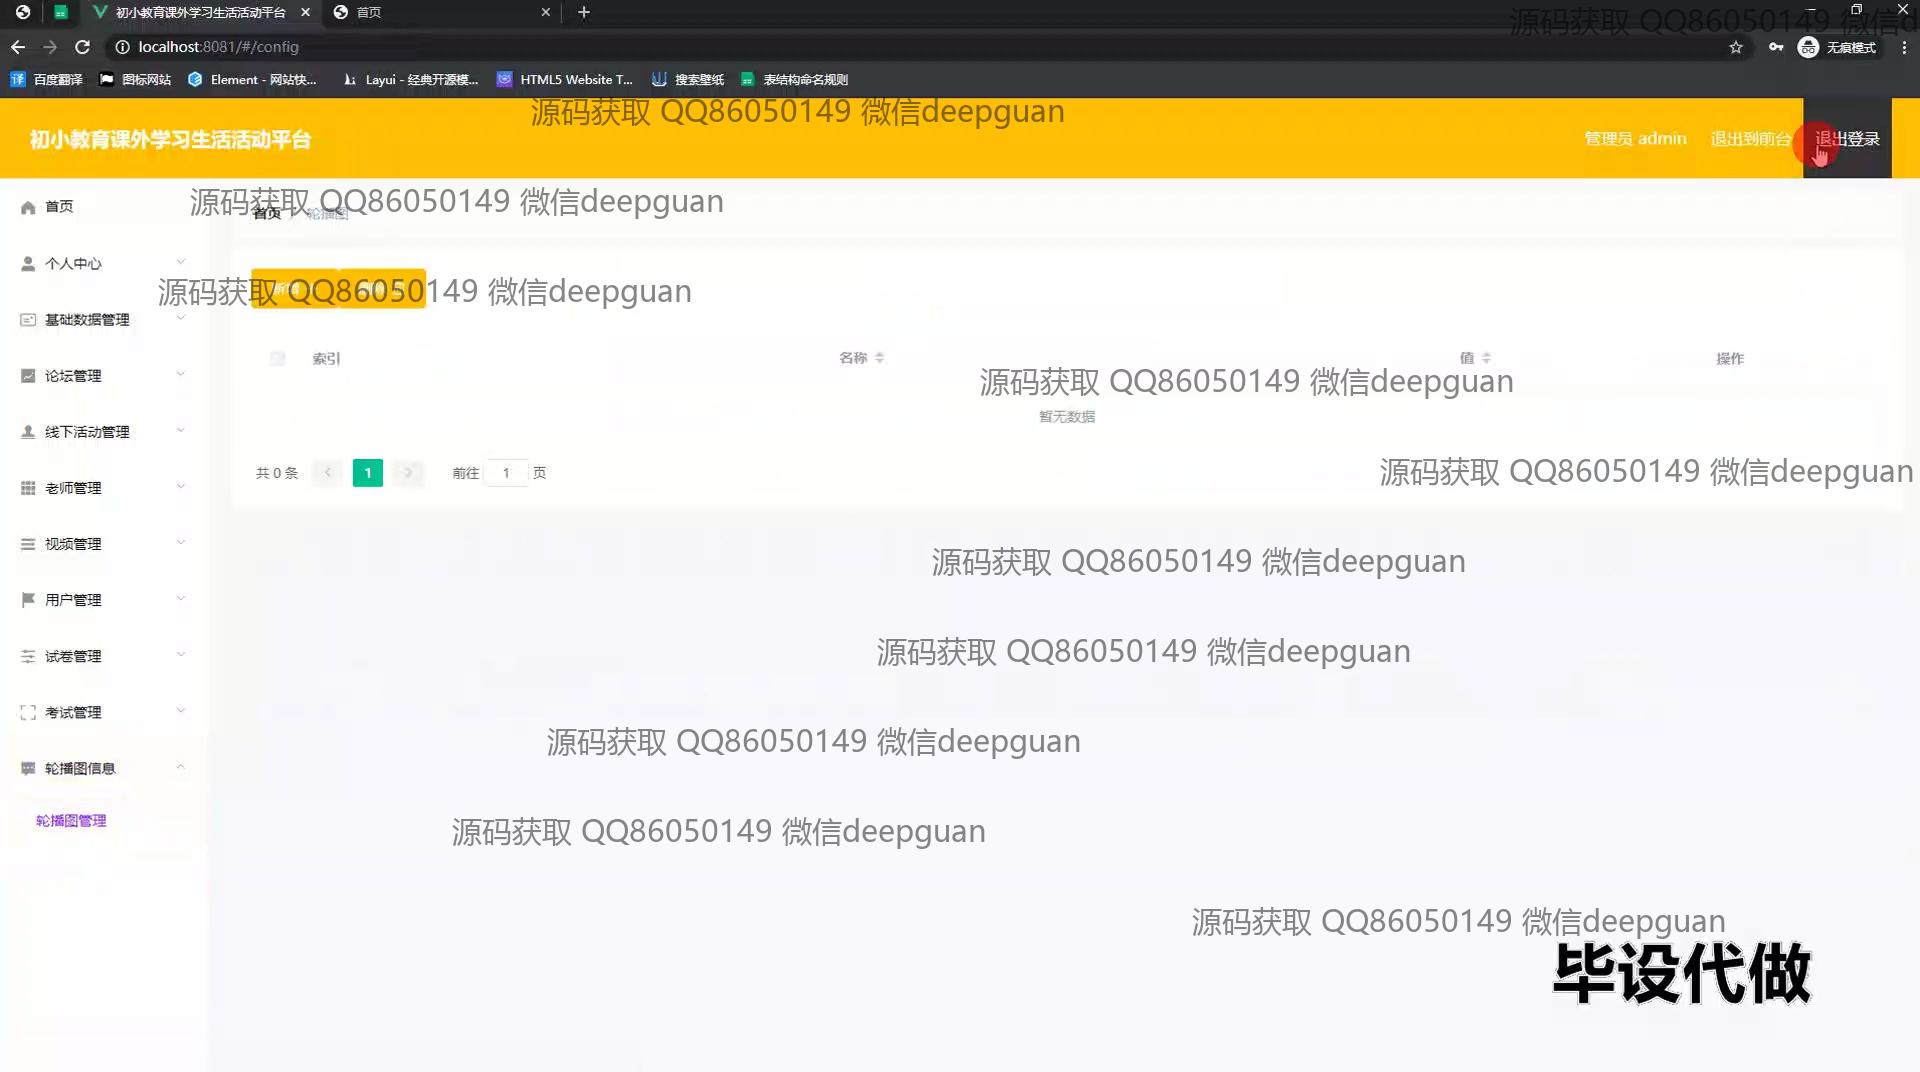 初小教育课外学习生活活动平台
首页
源码获取 QQ86050149 微信d
localhost:8081/#/config
无痕模式
百度翻译
图标网站
Element - 网站快...
Layui - 经典开源模...
HTML5 Website T...
搜索壁纸
表结构命名规则
源码获取 QQ86050149 微信deepguan
初小教育课外学习生活活动平台
管理员 admin
退出到前台
退出登录
首页
源码获取 QQ86050149 微信deepguan
首页
轮播图
个人中心
源码获取 QQ86050149 微信deepguan
基础数据管理
索引
名称
值
操作
论坛管理
源码获取 QQ86050149 微信deepguan
暂无数据
线下活动管理
共 0 条
1
前往
1
页
源码获取 QQ86050149 微信deepguan
老师管理
视频管理
源码获取 QQ86050149 微信deepguan
用户管理
试卷管理
源码获取 QQ86050149 微信deepguan
考试管理
源码获取 QQ86050149 微信deepguan
轮播图信息
轮播图管理
源码获取 QQ86050149 微信deepguan
源码获取 QQ86050149 微信deepguan
毕设代做